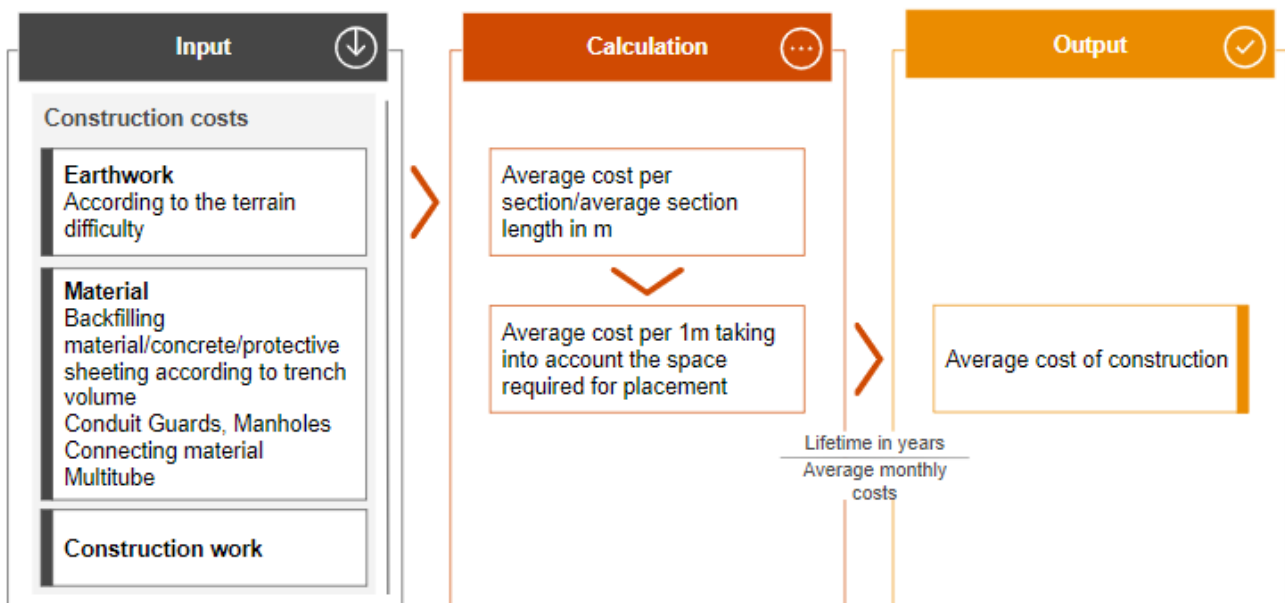 Input
Construction costs
Earthwork
According to the terrain
difficulty
Material
Backfilling
material/concrete/protective
sheeting according to trench
volume
Conduit Guards, Manholes
Connecting material
Multitube
Construction work
Calculation
Average cost per
section/average section
length in m
Average cost per 1m taking
into account the space
required for placement
Lifetime in years
Average monthly
costs
Output
Average cost of construction